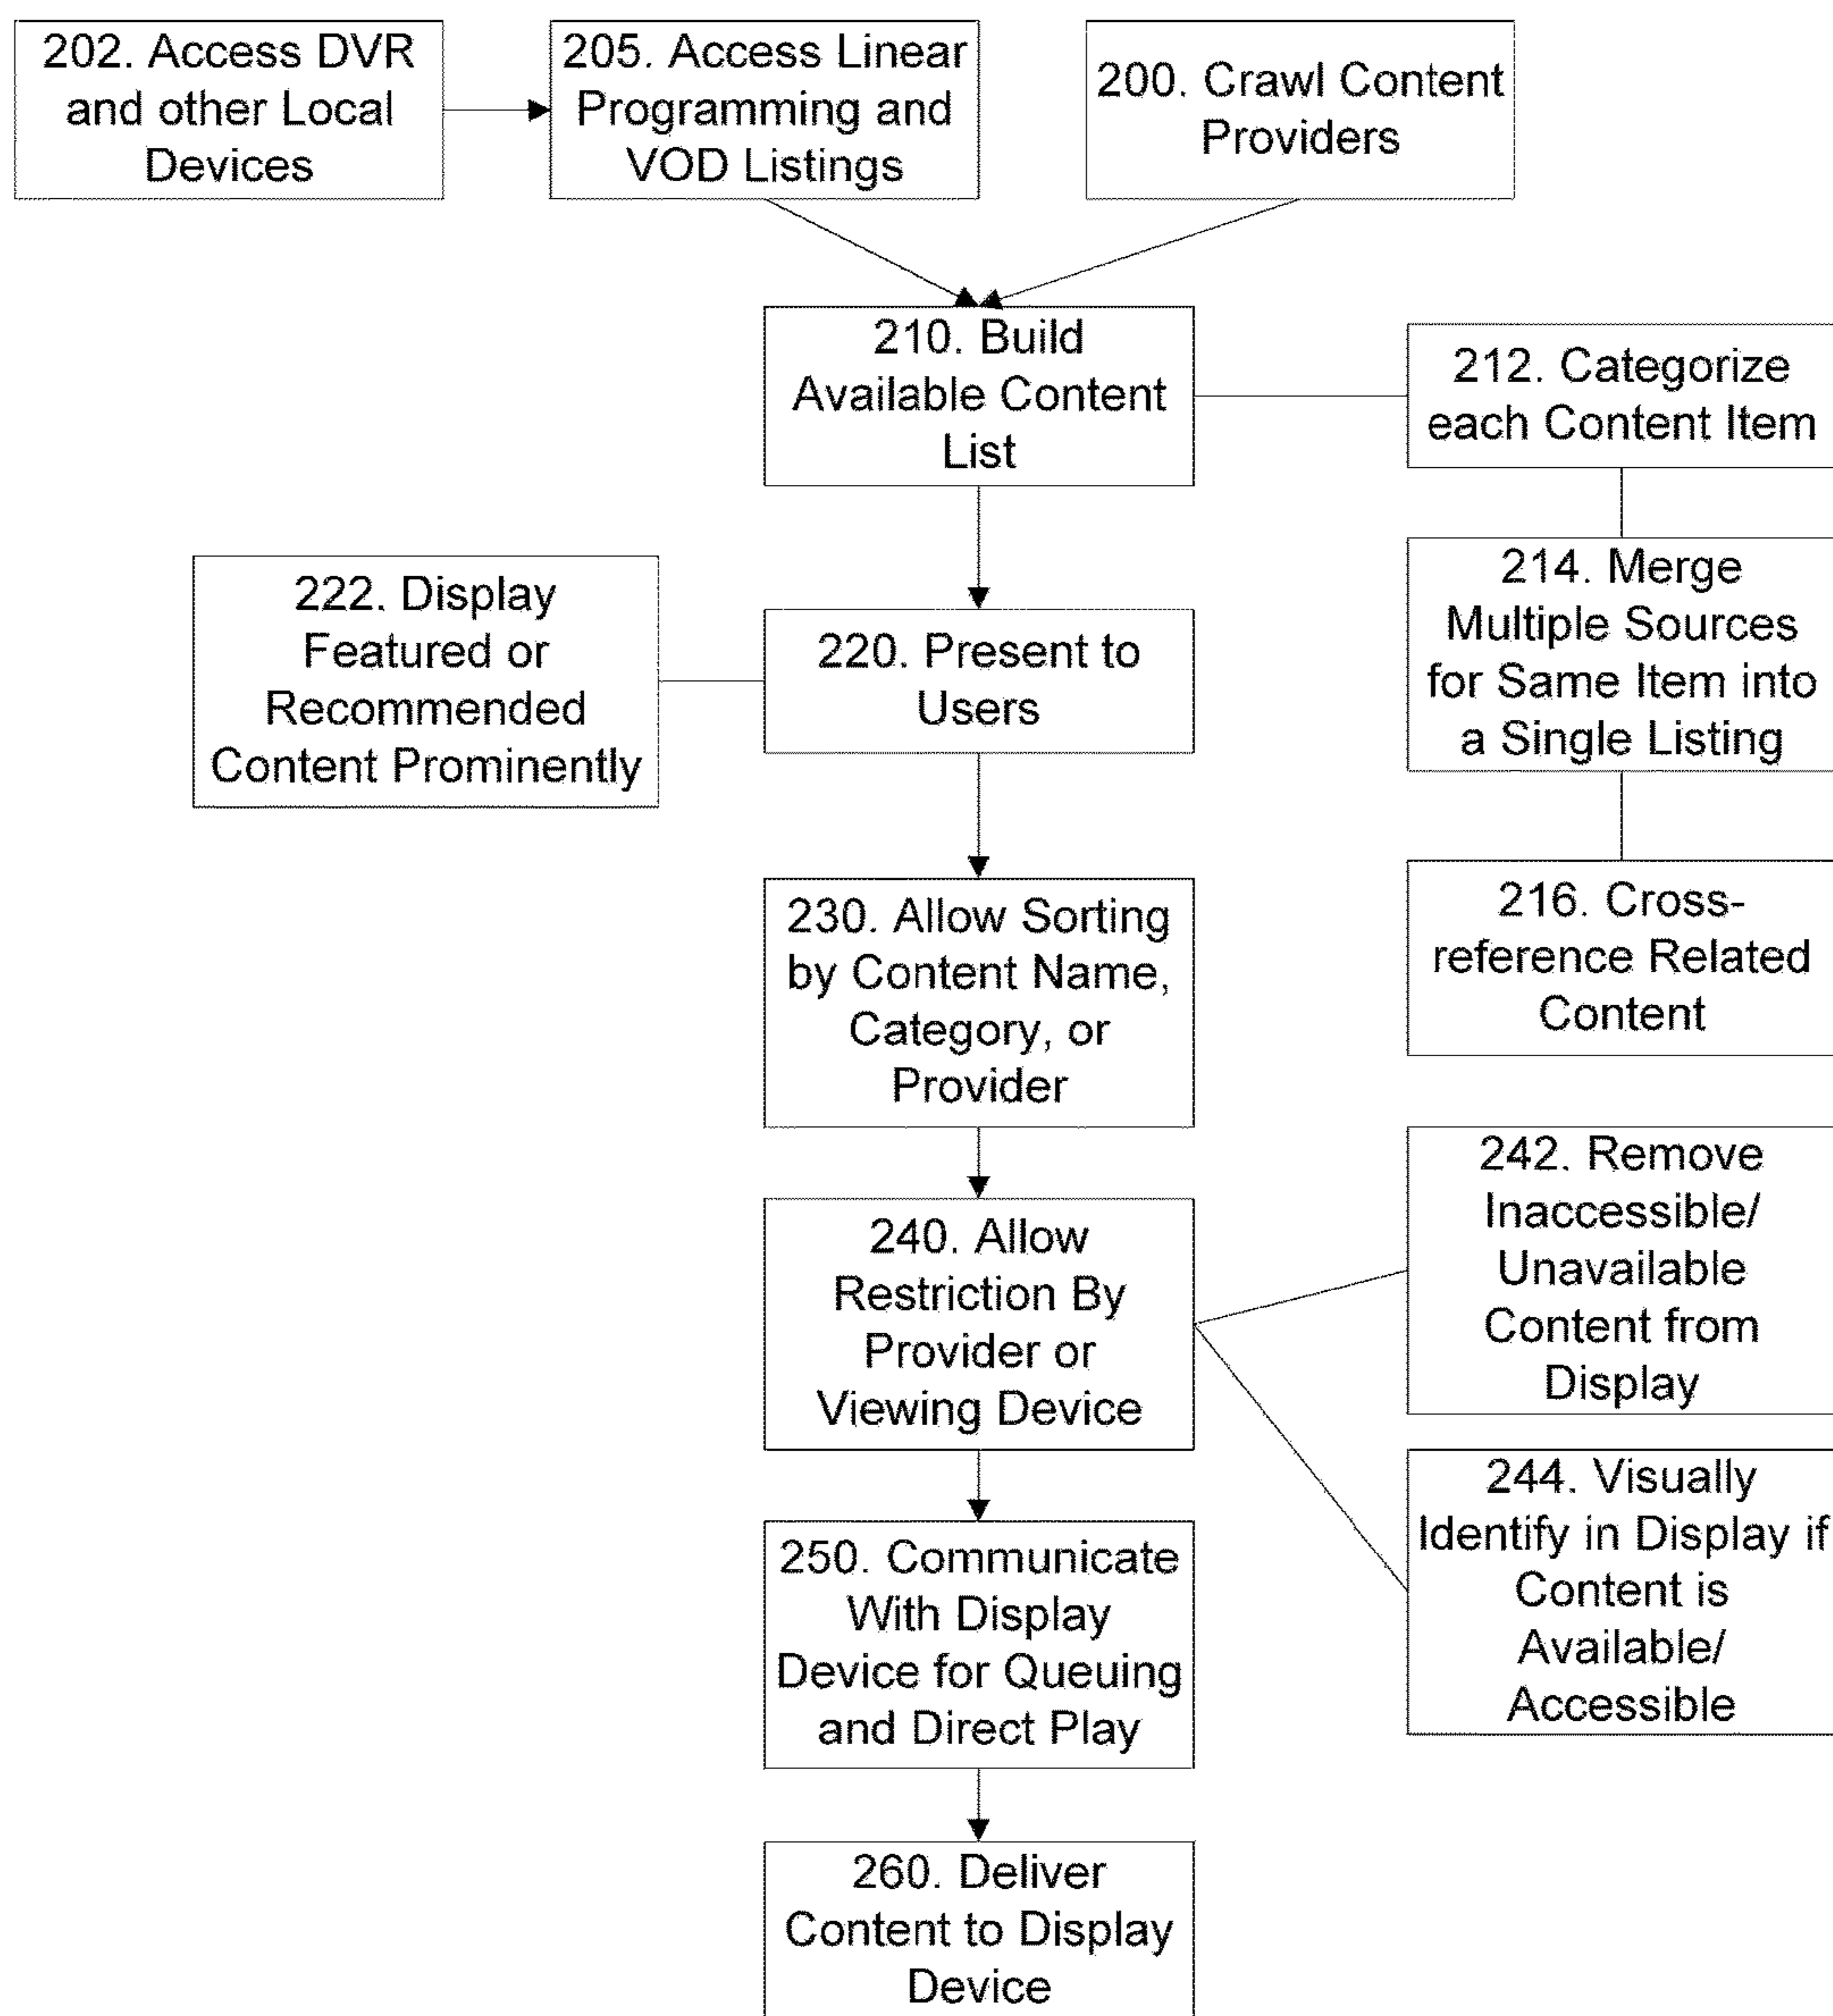 202. Access DVR
and other Local
Devices
205. Access Linear
Programming and
VOD Listings
200. Crawl Content
Providers
210. Build
Available Content
List
212. Categorize
each Content Item
214. Merge
Multiple Sources
for Same Item into
a Single Listing
222. Display
Featured or
Recommended
Content Prominently
220. Present to
Users
216. Cross-
reference Related
Content
230. Allow Sorting
by Content Name,
Category, or
Provider
240. Allow
Restriction By
Provider or
Viewing Device
242. Remove
Inaccessible/
Unavailable
Content from
Display
244. Visually
Identify in Display if
Content is
Available/
Accessible
250. Communicate
With Display
Device for Queuing
and Direct Play
260. Deliver
Content to Display
Device